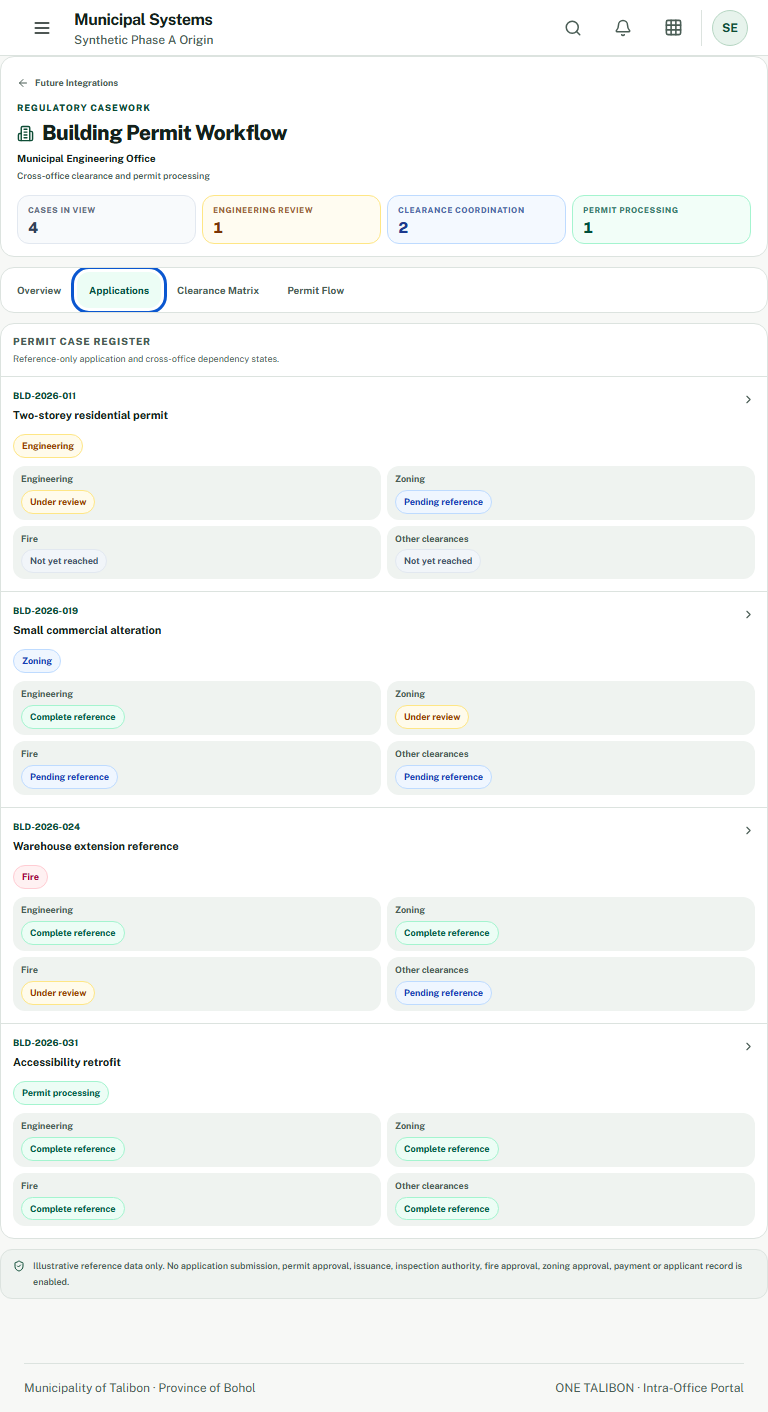 Municipal Systems
Synthetic Phase A Origin
SE
Future Integrations
REGULATORY CASEWORK
Building Permit Workflow
Municipal Engineering Office
Cross-office clearance and permit processing
CASES IN VIEW
4
ENGINEERING REVIEW
1
CLEARANCE COORDINATION
2
PERMIT PROCESSING
1
Overview
Applications
Clearance Matrix
Permit Flow
PERMIT CASE REGISTER
Reference-only application and cross-office dependency states.
BLD-2026-011
Two-storey residential permit
Engineering
Engineering
Under review
Zoning
Pending reference
Fire
Not yet reached
Other clearances
Not yet reached
BLD-2026-019
Small commercial alteration
Zoning
Engineering
Complete reference
Zoning
Under review
Fire
Pending reference
Other clearances
Pending reference
BLD-2026-024
Warehouse extension reference
Fire
Engineering
Complete reference
Zoning
Complete reference
Fire
Under review
Other clearances
Pending reference
BLD-2026-031
Accessibility retrofit
Permit processing
Engineering
Complete reference
Zoning
Complete reference
Fire
Complete reference
Other clearances
Complete reference
Illustrative reference data only. No application submission, permit approval, issuance, inspection authority, fire approval, zoning approval, payment or applicant record is
enabled.
Municipality of Talibon · Province of Bohol
ONE TALIBON · Intra-Office Portal